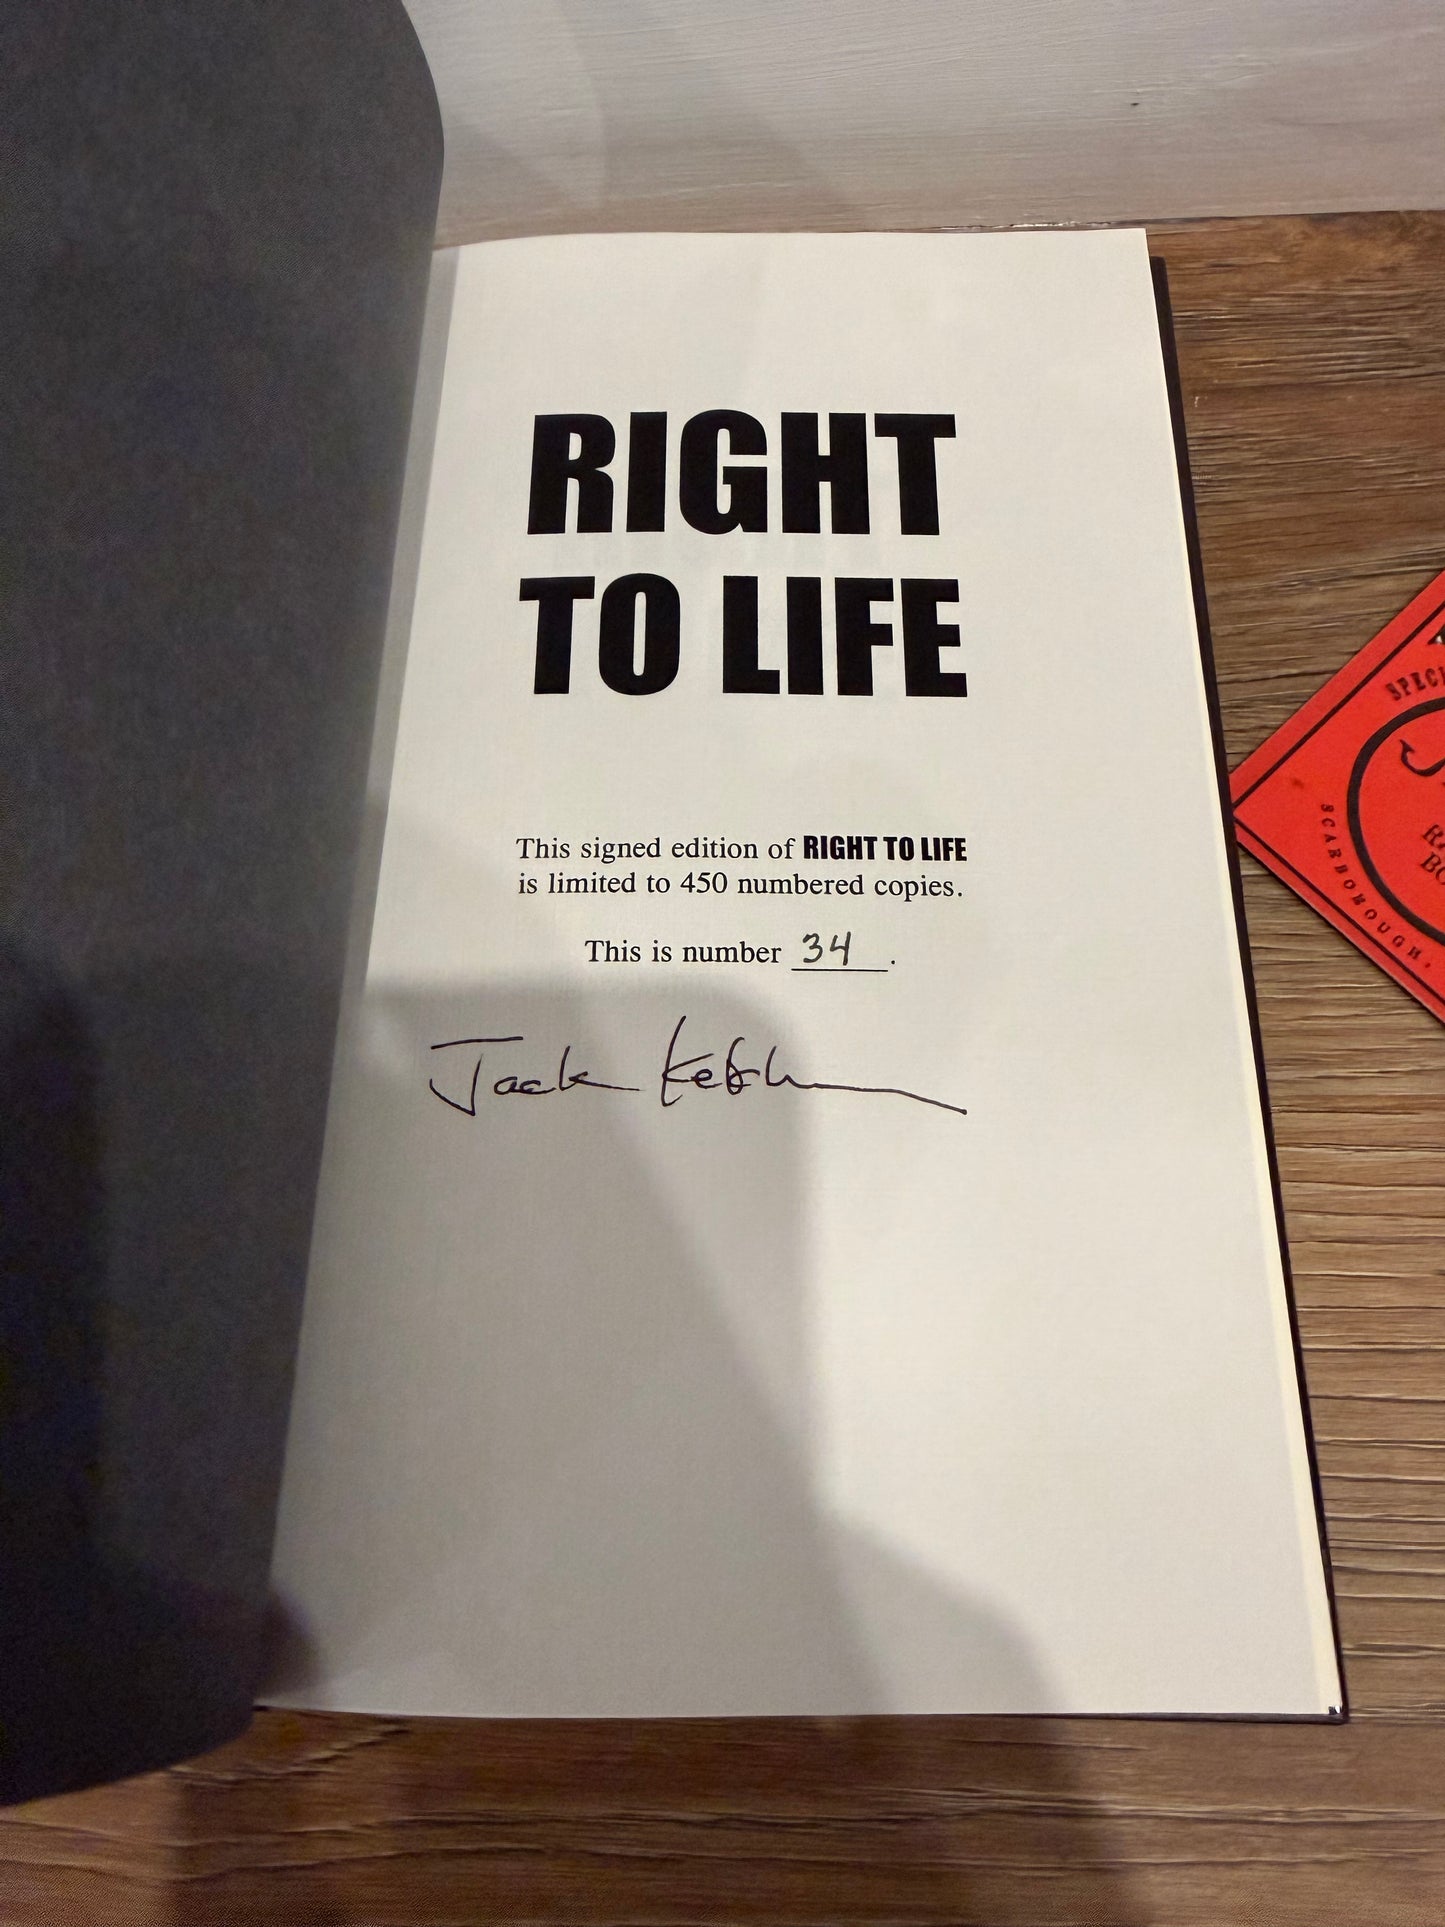 RIGHT
TO LIFE
This signed edition of RIGHT TO LIFE
is limited to 450 numbered copies.
This is number 34.
Jack Ketchum
SCARBOROUGH.